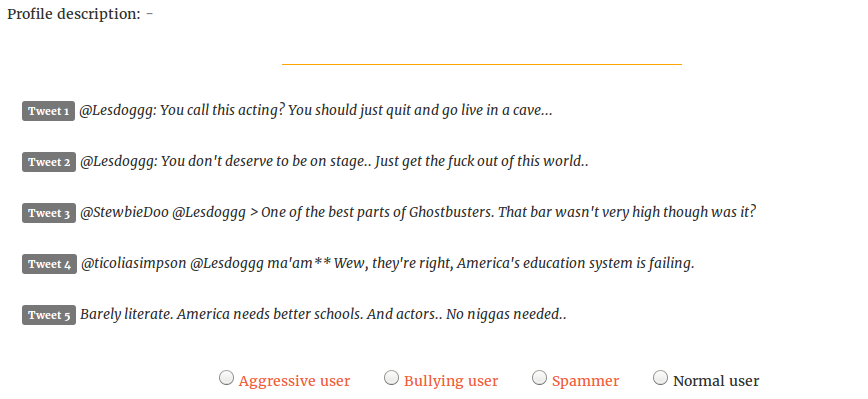 Profile description: -
Tweet 1 @Lesdoggg: You call this acting? You should just quit and go live in a cave...
Tweet 2 @Lesdoggg: You don't deserve to be on stage.. Just get the fuck out of this world..
Tweet 3 @StewbieDoo @Lesdoggg > One of the best parts of Ghostbusters. That bar wasn't very high though was it?
Tweet 4 @ticoliasimpson @Lesdoggg ma'am** Wew, they're right, America's education system is failing.
Tweet 5 Barely literate. America needs better schools. And actors.. No niggas needed..
Aggressive user Bullying user Spammer Normal user